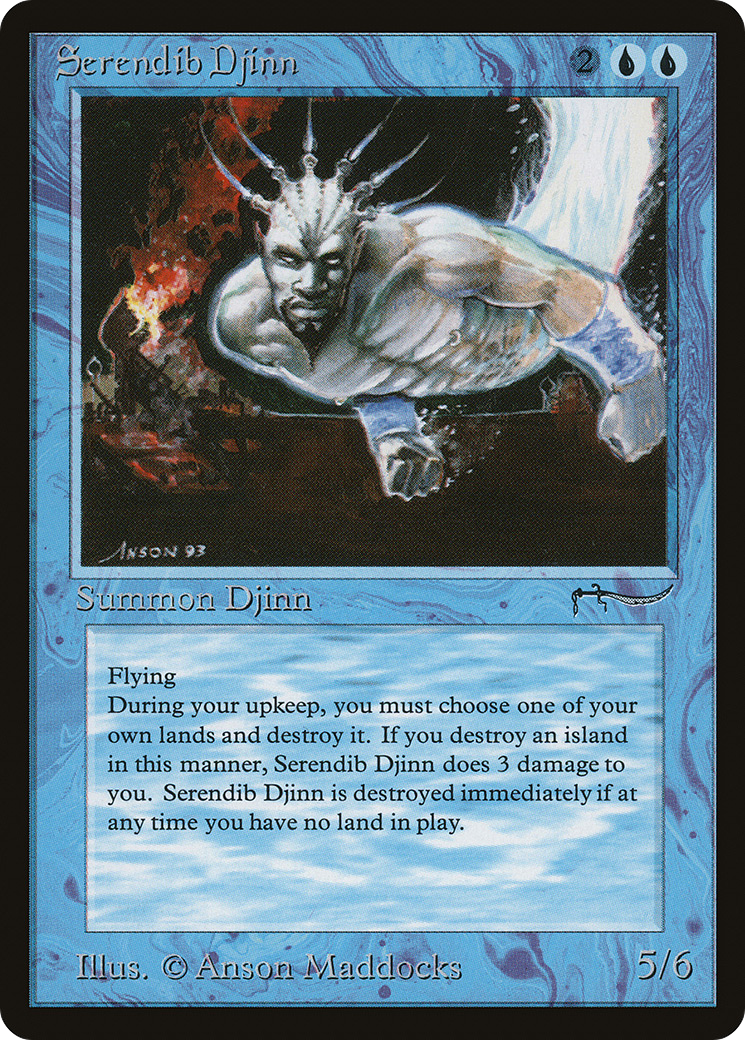 Serendib Djinn 2
ANSON 93
Summon Djinn
Flying
During your upkeep, you must choose one of your
own lands and destroy it. If you destroy an island
in this manner, Serendib Djinn does 3 damage to
you. Serendib Djinn is destroyed immediately if at
any time you have no land in play.
Illus. © Anson Maddocks 5/6